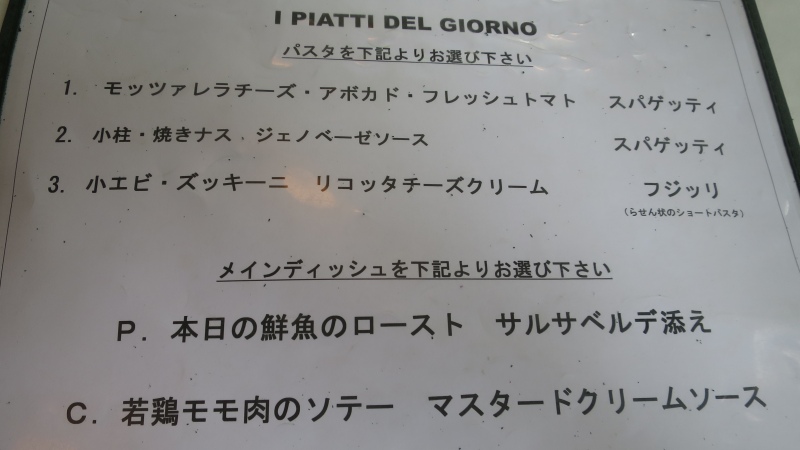 I PIATTI DEL GIORNO
パスタを下記よりお選び下さい
1. モッツァレラチーズ・アボカド・フレッシュトマト スパゲッティ
2. 小柱・焼きナス ジェノベーゼソース スパゲッティ
3. 小エビ・ズッキーニ リコッタチーズクリーム フジッリ
（らせん状のショートパスタ）
メインディッシュを下記よりお選び下さい
P. 本日の鮮魚のロースト サルサベルデ添え
C. 若鶏モモ肉のソテー マスタードクリームソース